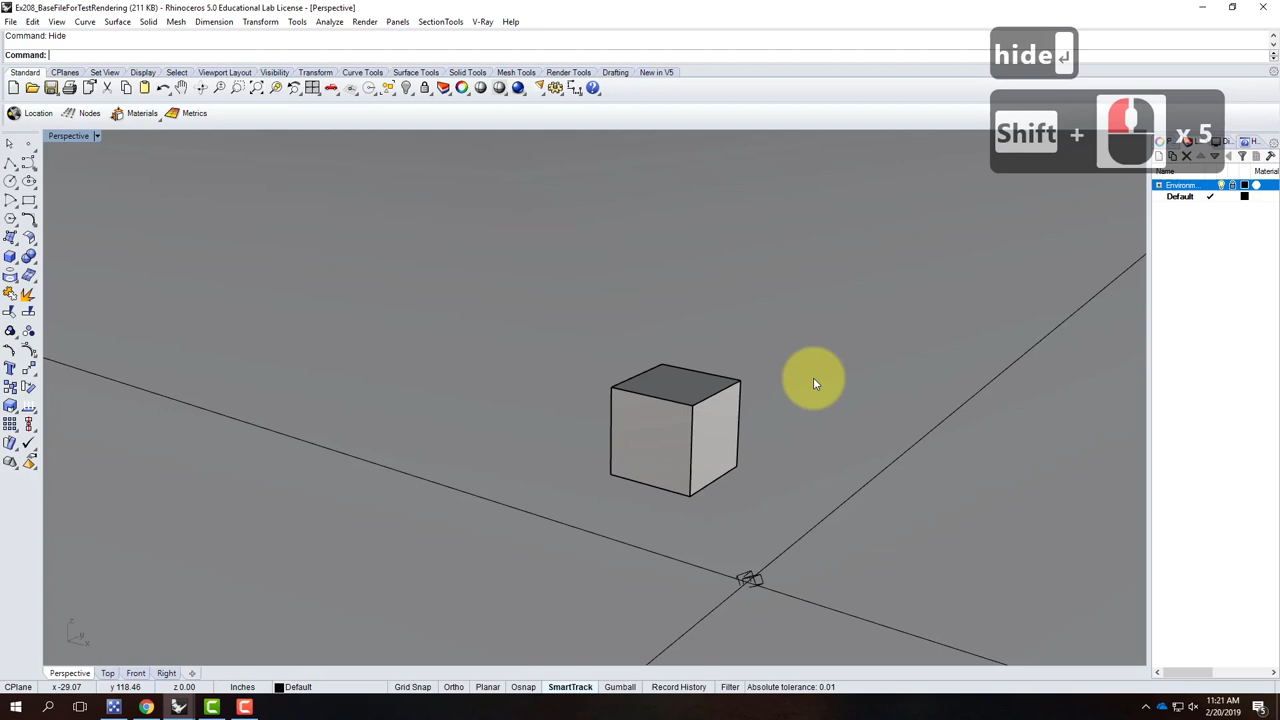 Ex208_BaseFileForTestRendering (211 KB) - Rhinoceros 5.0 Educational Lab License - [Perspective]
File Edit View Curve Surface Solid Mesh Dimension Transform Tools Analyze Render Panels SectionTools V-Ray Help
Command: Hide
Command:
hide
Shift + x 5
Standard CPlanes Set View Display Select Viewport Layout Visibility Transform Curve Tools Surface Tools Solid Tools Mesh Tools Render Tools Drafting New in V5
Location Nodes Materials Metrics
Perspective
Name Material
Environm...
Default
z
y
x
Perspective Top Front Right
CPlane x -29.07 y 118.46 z 0.00 Inches Default Grid Snap Ortho Planar Osnap SmartTrack Gumball Record History Filter Absolute tolerance: 0.01
11:21 AM
2/20/2019